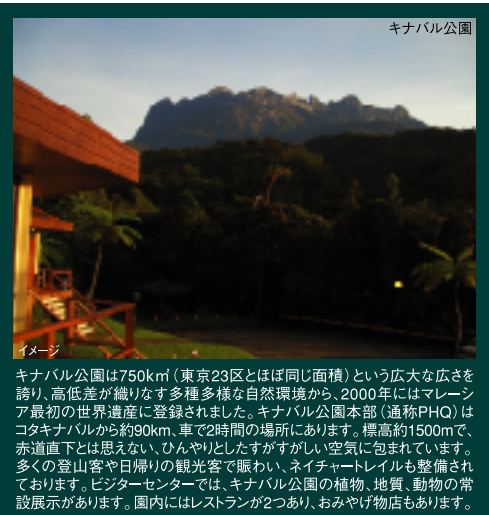 キナバル公園
イメージ
キナバル公園は750k㎡（東京23区とほぼ同じ面積）という広大な広さを
誇り、高低差が織りなす多種多様な自然環境から、2000年にはマレーシ
ア最初の世界遺産に登録されました。キナバル公園本部（通称PHQ）は
コタキナバルから約90km、車で2時間の場所にあります。標高約1500mで、
赤道直下とは思えない、ひんやりとしたすがすがしい空気に包まれています。
多くの登山客や日帰りの観光客で賑わい、ネイチャートレイルも整備され
ております。ビジターセンターでは、キナバル公園の植物、地質、動物の常
設展示があります。園内にはレストランが2つあり、おみやげ物店もあります。